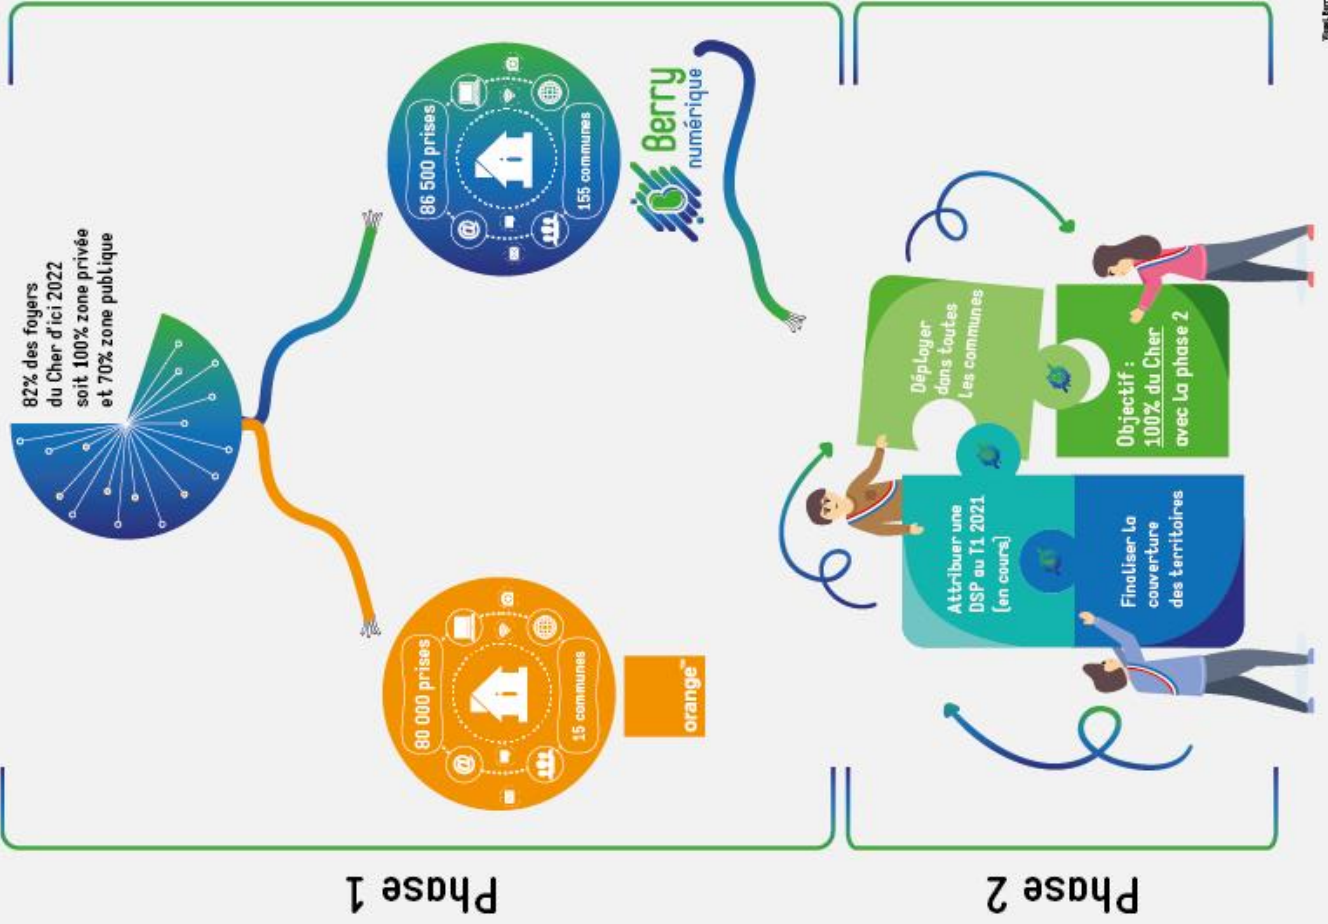 Phase 1
82% des foyers
du Cher d'ici 2022
soit 100% zone privée
et 70% zone publique
80 000 prises
@
15 communes
orange™
86 500 prises
@
155 communes
Berry
numérique
Phase 2
Attribuer une
DSP au T1 2021
(en cours)
Déployer
dans toutes
les communes
Finaliser la
couverture
des territoires
Objectif :
100% du Cher
avec la phase 2